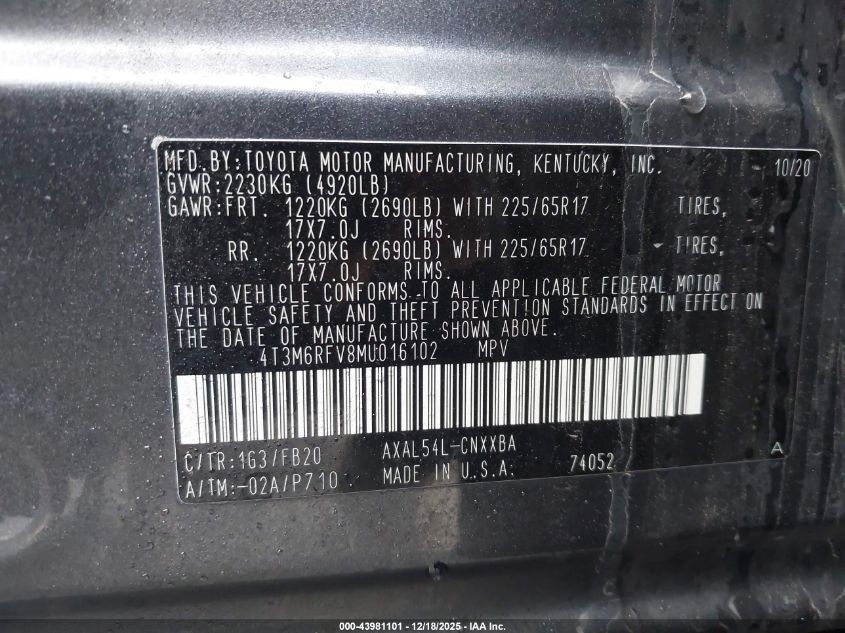 MFD.BY:TOYOTA MOTOR MANUFACTURING, KENTUCKY, INC. 10/20
GVWR:2230KG (4920LB)
GAWR:FRT. 1220KG (2690LB) WITH 225/65R17 TIRES,
17X7.0J RIMS.
RR. 1220KG (2690LB) WITH 225/65R17 TIRES,
17X7.0J RIMS.
THIS VEHICLE CONFORMS TO ALL APPLICABLE FEDERAL MOTOR
VEHICLE SAFETY AND THEFT PREVENTION STANDARDS IN EFFECT ON
THE DATE OF MANUFACTURE SHOWN ABOVE.
4T3M6RFV8MU016102 MPV
C/TR:1G3/FB20 AXAL54L-CNXXBA A
A/TM:-02A/P710 MADE IN U.S.A. 74052
000-43981101 - 12/18/2025 - IAA Inc.